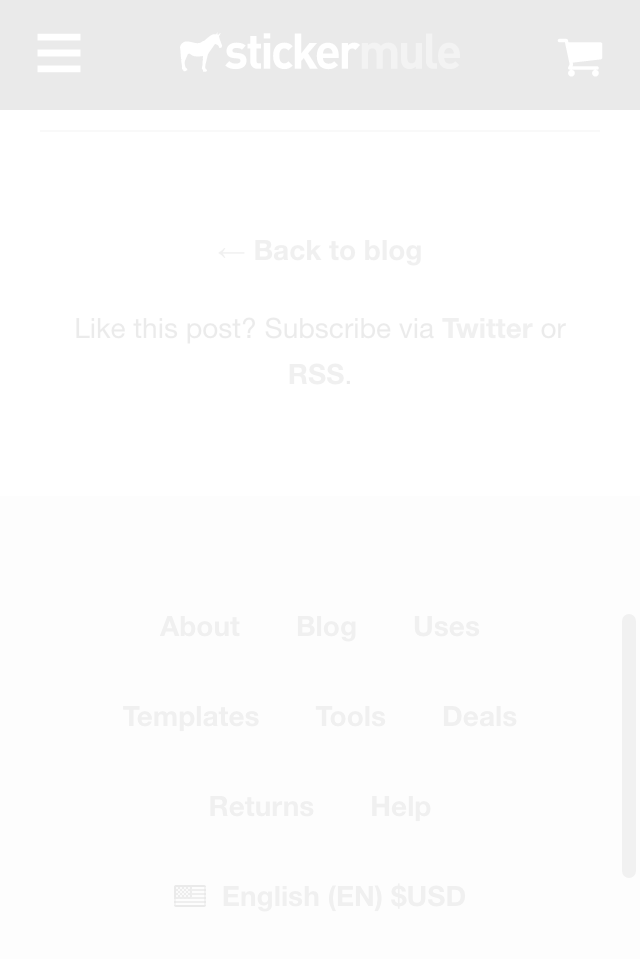 stickermule
← Back to blog
Like this post? Subscribe via Twitter or
RSS.
About Blog Uses
Templates Tools Deals
Returns Help
English (EN) $USD